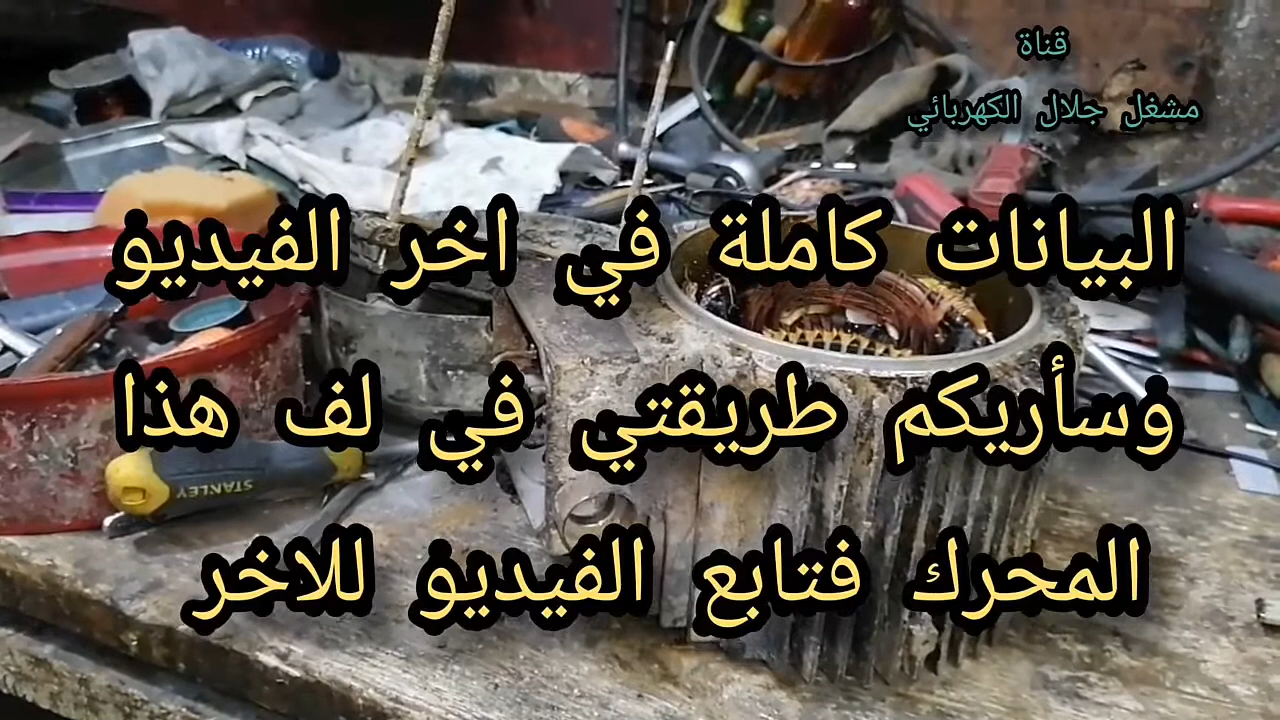 قناة
مشغل جلال الكهربائي
البيانات كاملة في اخر الفيديو
وسأريكم طريقتي في لف هذا
STANLEY
المحرك فتابع الفيديو للاخر